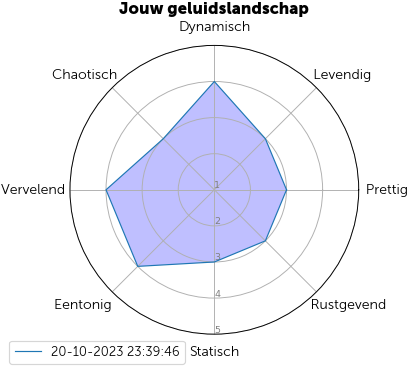 Jouw geluidslandschap
Dynamisch
Chaotisch
Levendig
Vervelend
1
Prettig
2
3
4
Eentonig
Rustgevend
5
20-10-2023 23:39:46
Statisch